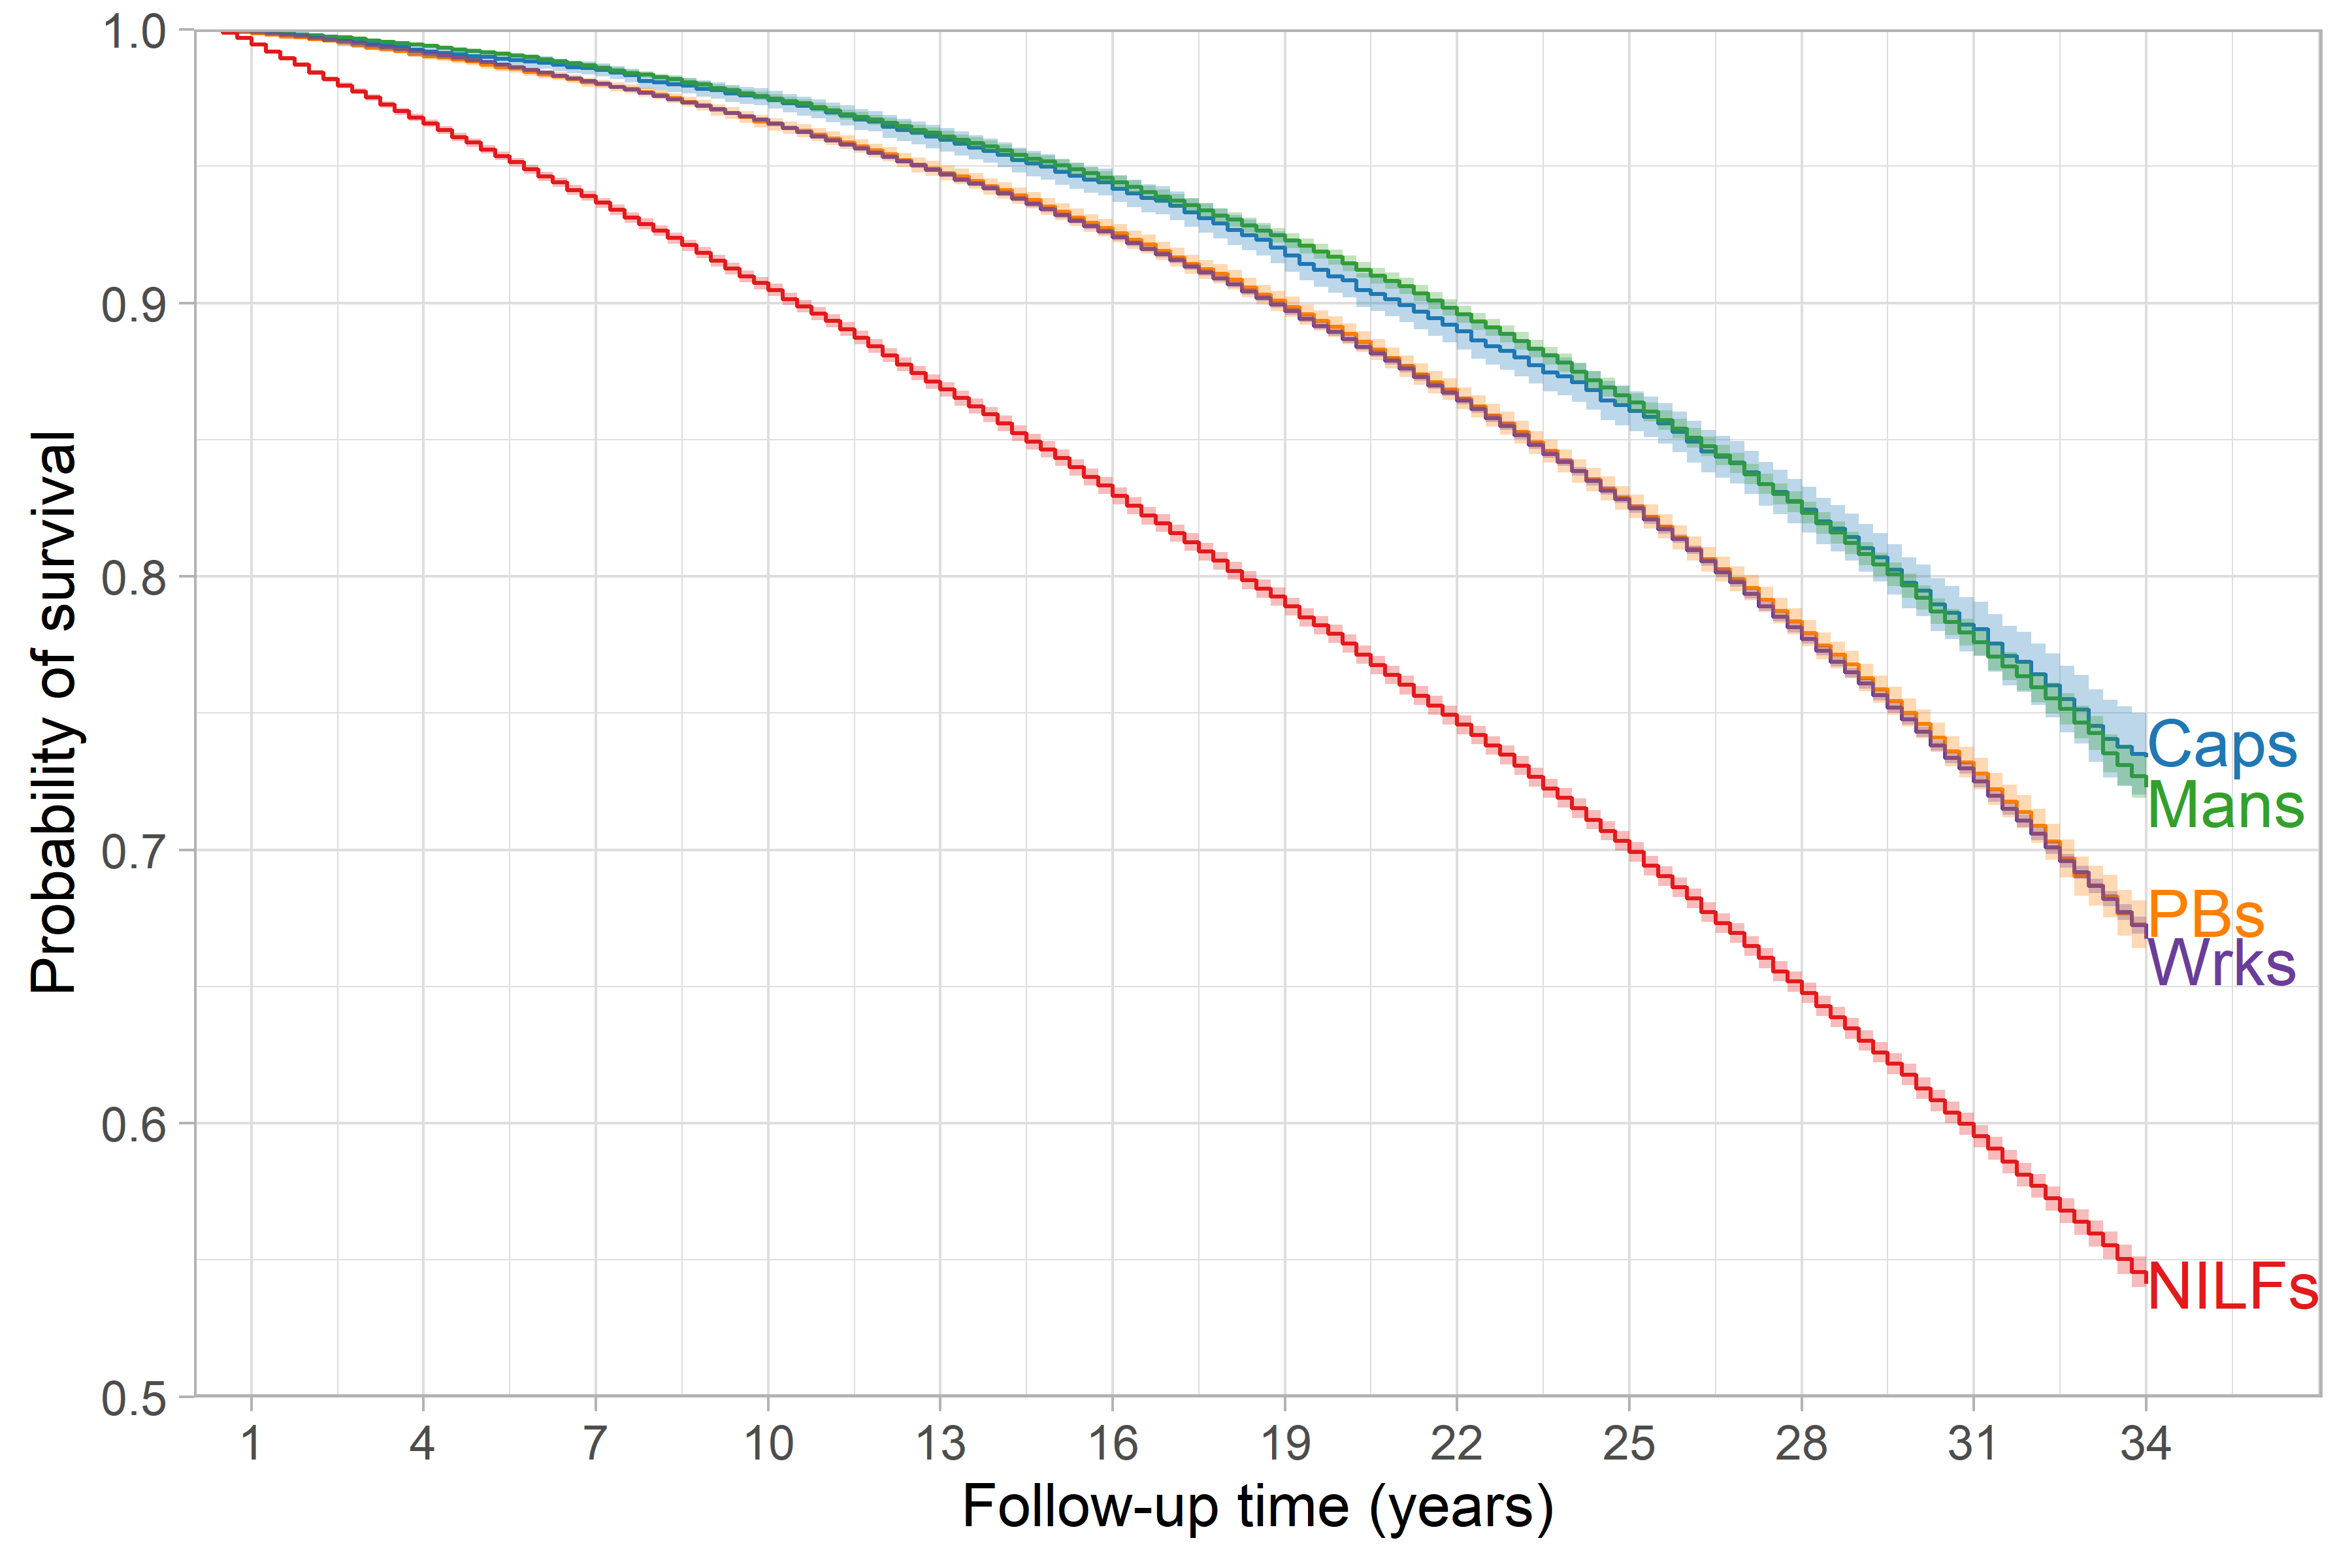 Probability of survival
1.0
0.9
0.8
0.7
0.6
0.5
Caps
Mans
PBs
Wrks
NILFs
1 4 7 10 13 16 19 22 25 28 31 34
Follow-up time (years)